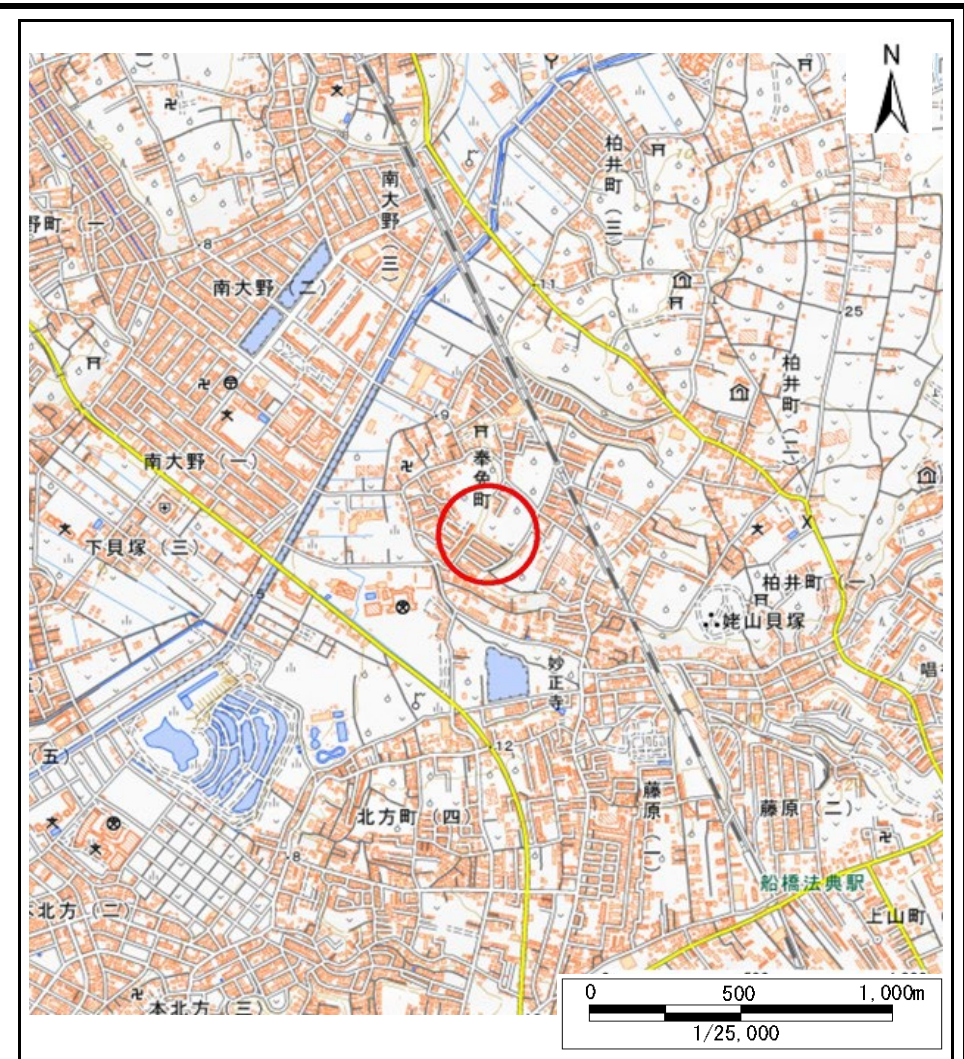 N
柏井町（三）
南大野（三）
野町（一
8
南大野（二）
11
25
柏井町（二）
9
奉免町
南大野（一）
下貝塚（三）
5
柏井町（一）
姥山貝塚
唱
妙正寺
（五）
12
北方町（四）
藤原（一）
藤原（二）
8
船橋法典駅
北方（二）
上山町
本北方（三）
0 500 1,000m
1/25,000